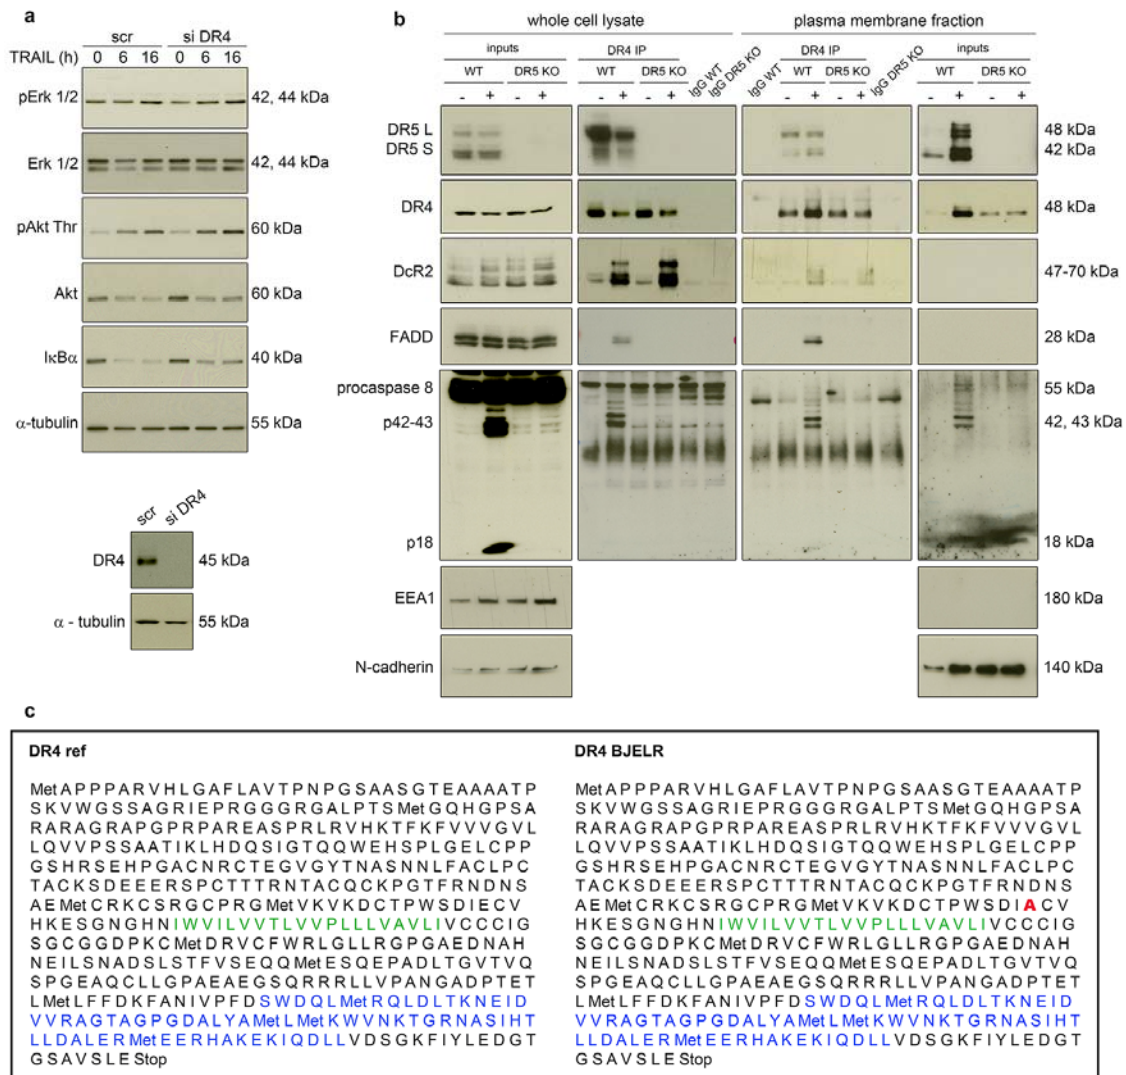 a
scr si DR4
TRAIL (h) 0 6 16 0 6 16
pErk 1/2 42, 44 kDa
Erk 1/2 42, 44 kDa
pAkt Thr 60 kDa
Akt 60 kDa
IκBα 40 kDa
α-tubulin 55 kDa
scr si DR4
DR4 45 kDa
α - tubulin 55 kDa
b
whole cell lysate plasma membrane fraction
inputs DR4 IP DR4 IP inputs
WT DR5 KO WT DR5 KO IgG WT IgG DR5 KO IgG WT WT DR5 KO IgG DR5 KO WT DR5 KO
- + - + - + - + - + - + - + - +
DR5 L 48 kDa
DR5 S 42 kDa
DR4 48 kDa
DcR2 47-70 kDa
FADD 28 kDa
procaspase 8 55 kDa
p42-43 42, 43 kDa
p18 18 kDa
EEA1 180 kDa
N-cadherin 140 kDa
c
DR4 ref
Met A P P P A R V H L G A F L A V T P N P G S A A S G T E A A A A T P
S K V W G S S A G R I E P R G G G R G A L P T S Met G Q H G P S A
R A R A G R A P G P R P A R E A S P R L R V H K T F K F V V V G V L
L Q V V P S S A A T I K L H D Q S I G T Q Q W E H S P L G E L C P P
G S H R S E H P G A C N R C T E G V G Y T N A S N N L F A C L P C
T A C K S D E E E R S P C T T T R N T A C Q C K P G T F R N D N S
A E Met C R K C S R G C P R G Met V K V K D C T P W S D I E C V
H K E S G N G H N I W V I L V V T L V V P L L L V A V L I V C C C I G
S G C G G D P K C Met D R V C F W R L G L L R G P G A E D N A H
N E I L S N A D S L S T F V S E Q Q Met E S Q E P A D L T G V T V Q
S P G E A Q C L L G P A E A E G S Q R R R L L V P A N G A D P T E T
L Met L F F D K F A N I V P F D S W D Q L Met R Q L D L T K N E I D
V V R A G T A G P G D A L Y A Met L Met K W V N K T G R N A S I H T
L L D A L E R Met E E R H A K E K I Q D L L V D S G K F I Y L E D G T
G S A V S L E Stop
DR4 BJELR
Met A P P P A R V H L G A F L A V T P N P G S A A S G T E A A A A T P
S K V W G S S A G R I E P R G G G R G A L P T S Met G Q H G P S A
R A R A G R A P G P R P A R E A S P R L R V H K T F K F V V V G V L
L Q V V P S S A A T I K L H D Q S I G T Q Q W E H S P L G E L C P P
G S H R S E H P G A C N R C T E G V G Y T N A S N N L F A C L P C
T A C K S D E E E R S P C T T T R N T A C Q C K P G T F R N D N S
A E Met C R K C S R G C P R G Met V K V K D C T P W S D I A C V
H K E S G N G H N I W V I L V V T L V V P L L L V A V L I V C C C I G
S G C G G D P K C Met D R V C F W R L G L L R G P G A E D N A H
N E I L S N A D S L S T F V S E Q Q Met E S Q E P A D L T G V T V Q
S P G E A Q C L L G P A E A E G S Q R R R L L V P A N G A D P T E T
L Met L F F D K F A N I V P F D S W D Q L Met R Q L D L T K N E I D
V V R A G T A G P G D A L Y A Met L Met K W V N K T G R N A S I H T
L L D A L E R Met E E R H A K E K I Q D L L V D S G K F I Y L E D G T
G S A V S L E Stop